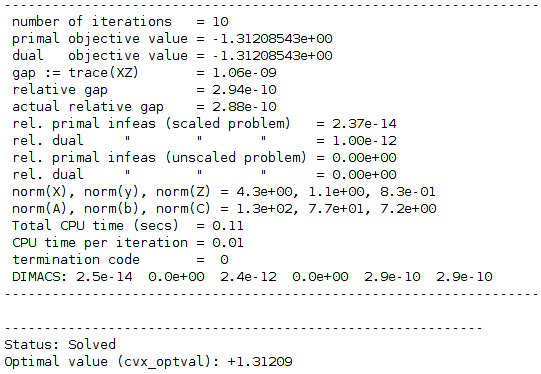 -------------------------------------------------------------------
number of iterations   = 10
primal objective value = -1.31208543e+00
dual   objective value = -1.31208543e+00
gap := trace(XZ)       = 1.06e-09
relative gap           = 2.94e-10
actual relative gap    = 2.88e-10
rel. primal infeas (scaled problem)   = 2.37e-14
rel. dual     "        "       "      = 1.00e-12
rel. primal infeas (unscaled problem) = 0.00e+00
rel. dual     "        "       "      = 0.00e+00
norm(X), norm(y), norm(Z) = 4.3e+00, 1.1e+00, 8.3e-01
norm(A), norm(b), norm(C) = 1.3e+02, 7.7e+01, 7.2e+00
Total CPU time (secs)  = 0.11
CPU time per iteration = 0.01
termination code       =  0
DIMACS: 2.5e-14  0.0e+00  2.4e-12  0.0e+00  2.9e-10  2.9e-10
-------------------------------------------------------------------
------------------------------------------------------------
Status: Solved
Optimal value (cvx_optval): +1.31209